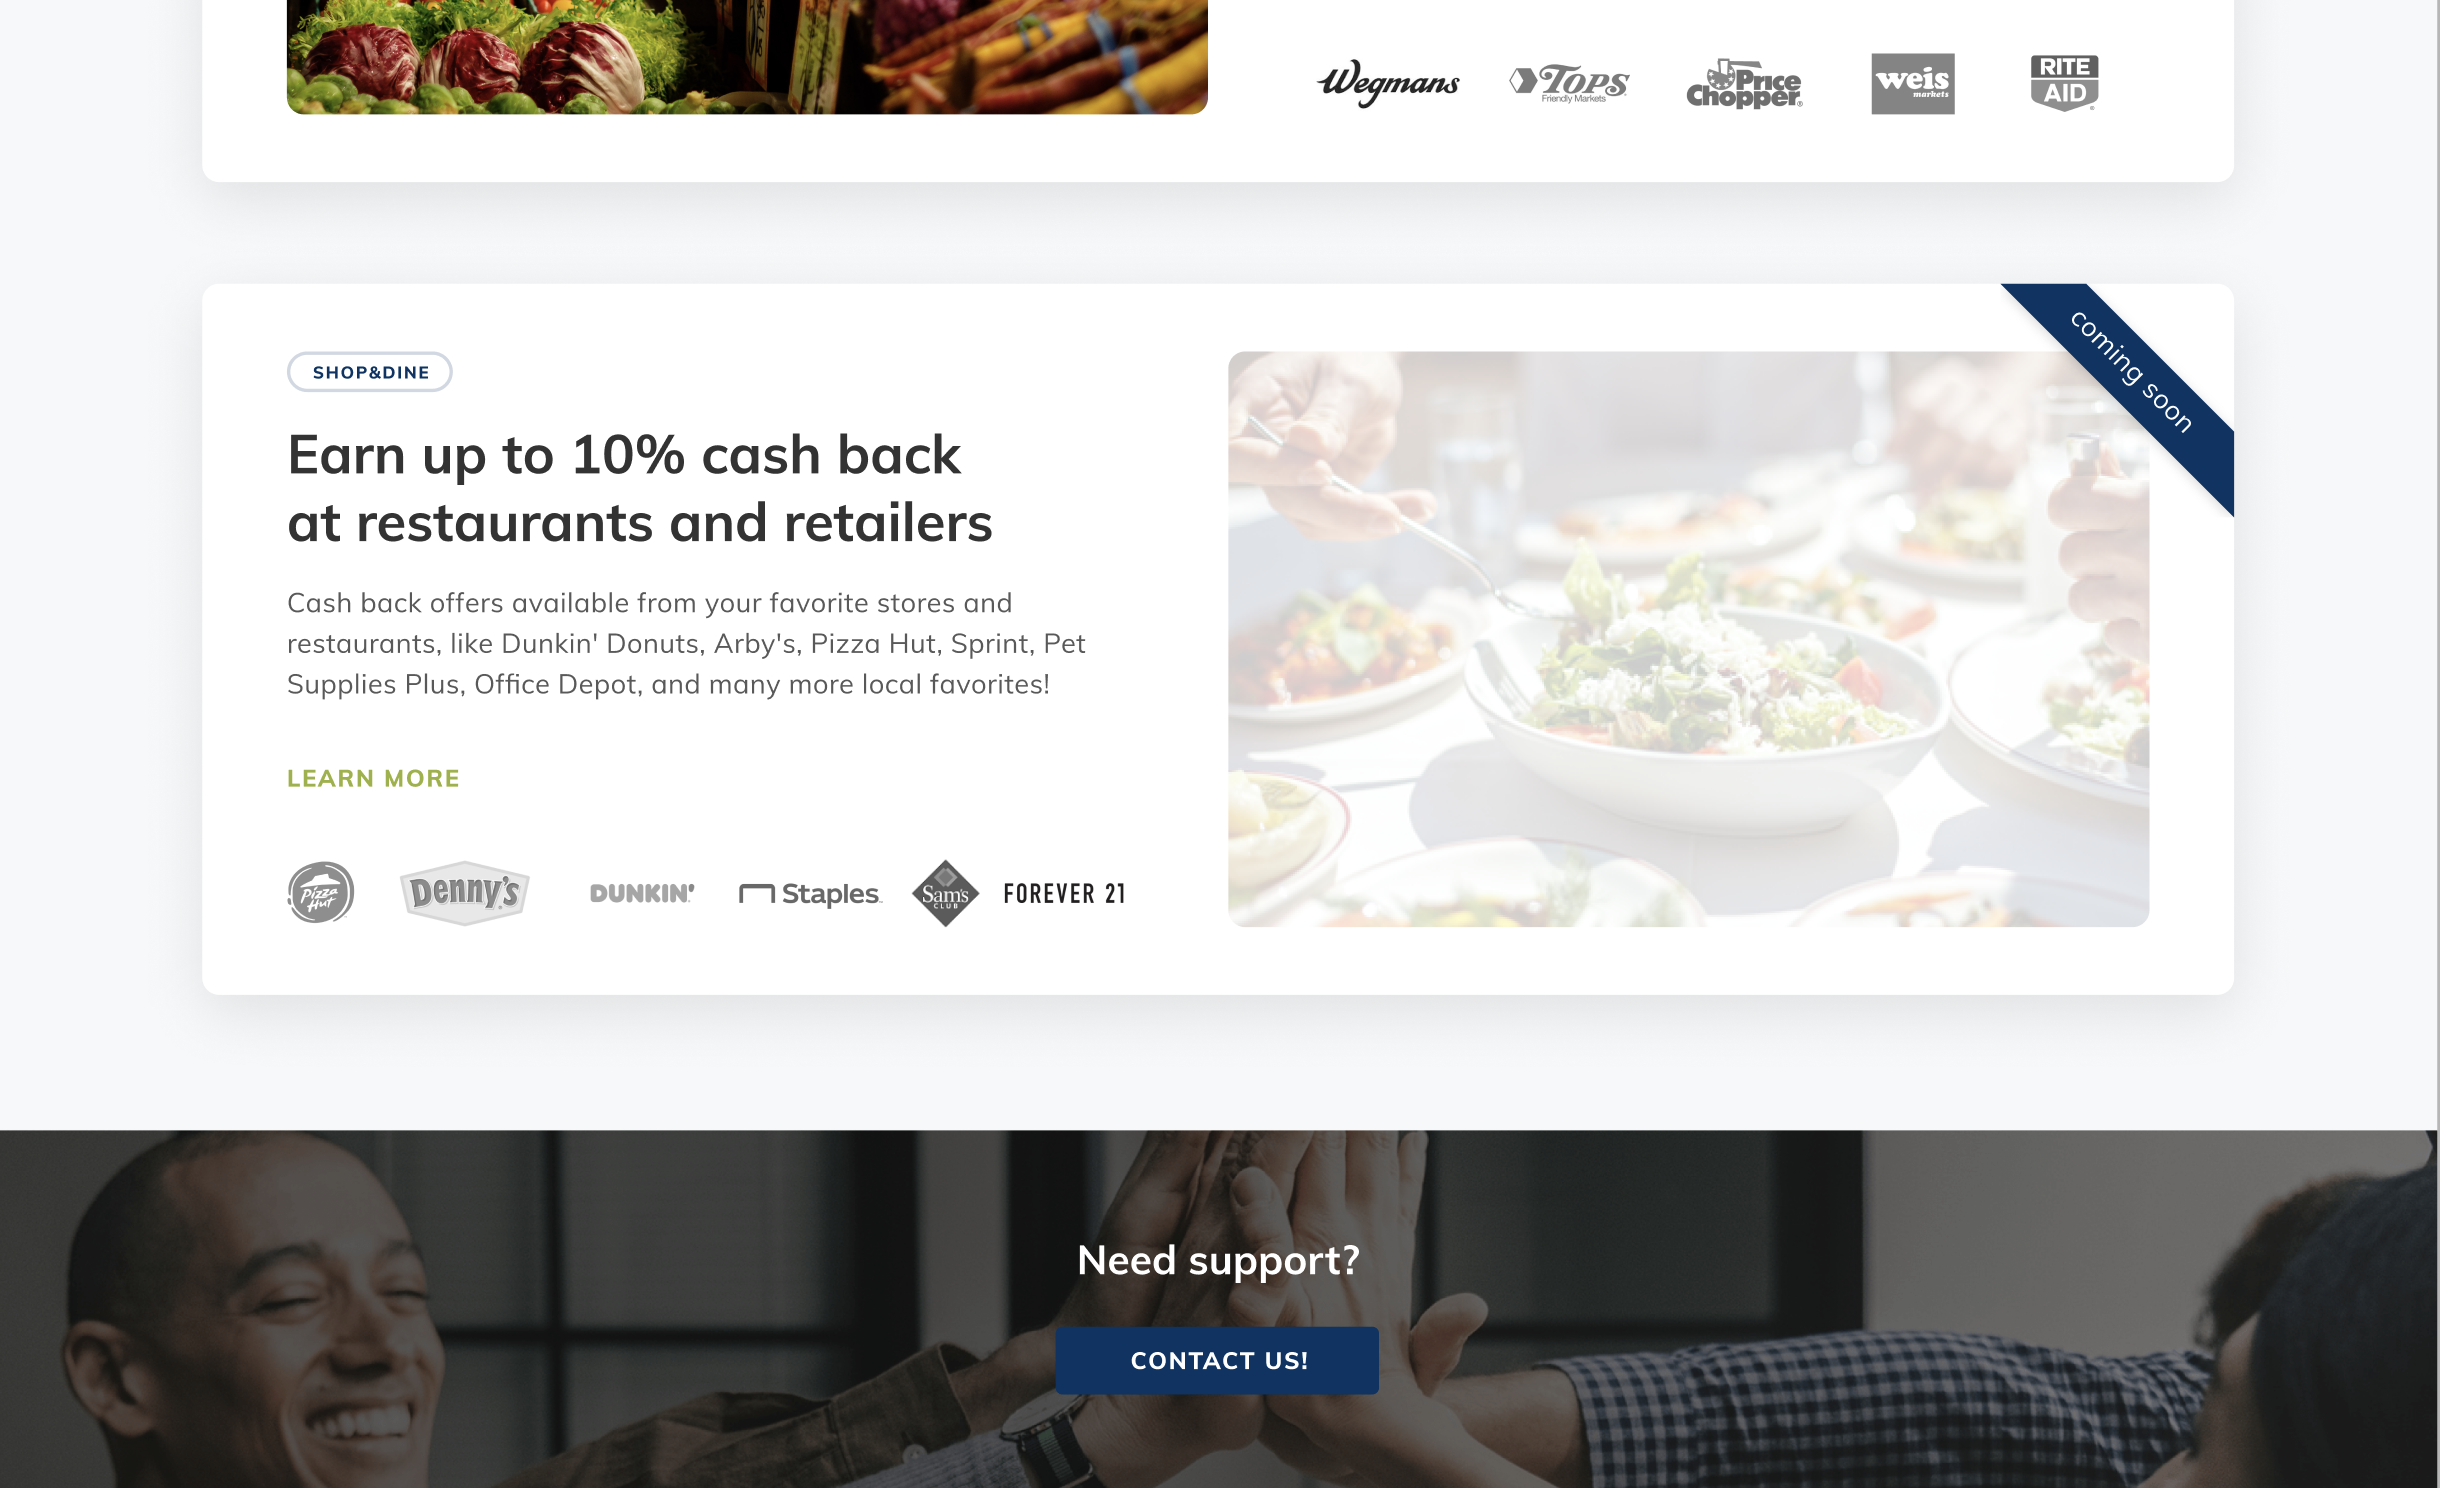 Wegmans
TOPS
Friendly Markets
Price
Chopper®
weis
markets
RITE
AID
coming soon
SHOP&DINE
Earn up to 10% cash back
at restaurants and retailers
Cash back offers available from your favorite stores and
restaurants, like Dunkin' Donuts, Arby's, Pizza Hut, Sprint, Pet
Supplies Plus, Office Depot, and many more local favorites!
LEARN MORE
Pizza
Hut
Denny's
DUNKIN'
Staples
Sam's
CLUB
FOREVER 21
Need support?
CONTACT US!